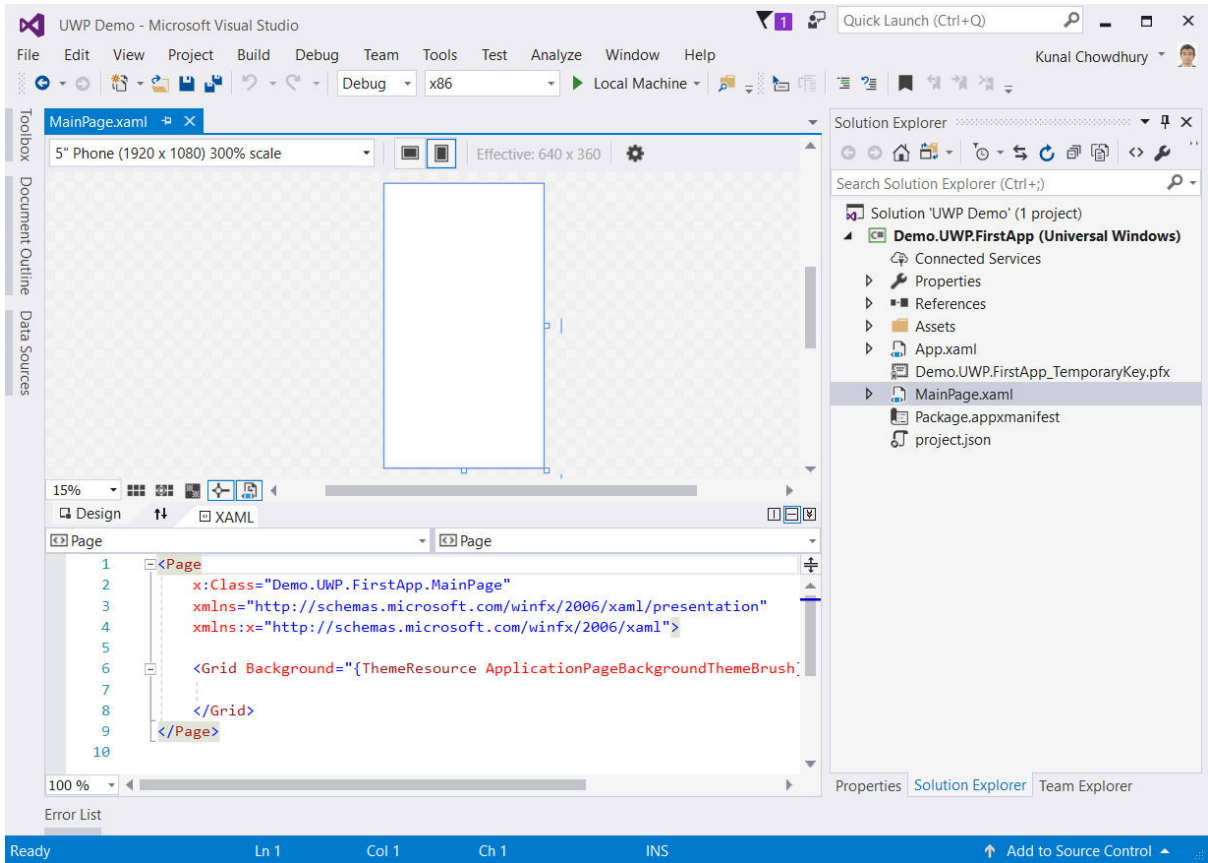 UWP Demo - Microsoft Visual Studio
1
Quick Launch (Ctrl+Q)
File Edit View Project Build Debug Team Tools Test Analyze Window Help
Kunal Chowdhury
Debug x86 Local Machine
Toolbox
Document Outline
Data Sources
MainPage.xaml
5" Phone (1920 x 1080) 300% scale
Effective: 640 x 360
15%
Design
XAML
Page Page
1 <Page
2 x:Class="Demo.UWP.FirstApp.MainPage"
3 xmlns="http://schemas.microsoft.com/winfx/2006/xaml/presentation"
4 xmlns:x="http://schemas.microsoft.com/winfx/2006/xaml">
5
6 <Grid Background="{ThemeResource ApplicationPageBackgroundThemeBrush}
7
8 </Grid>
9 </Page>
10
100 %
Error List
Solution Explorer
Search Solution Explorer (Ctrl+;)
Solution 'UWP Demo' (1 project)
C# Demo.UWP.FirstApp (Universal Windows)
Connected Services
Properties
References
Assets
App.xaml
Demo.UWP.FirstApp_TemporaryKey.pfx
MainPage.xaml
Package.appxmanifest
project.json
Properties Solution Explorer Team Explorer
Ready Ln 1 Col 1 Ch 1 INS Add to Source Control